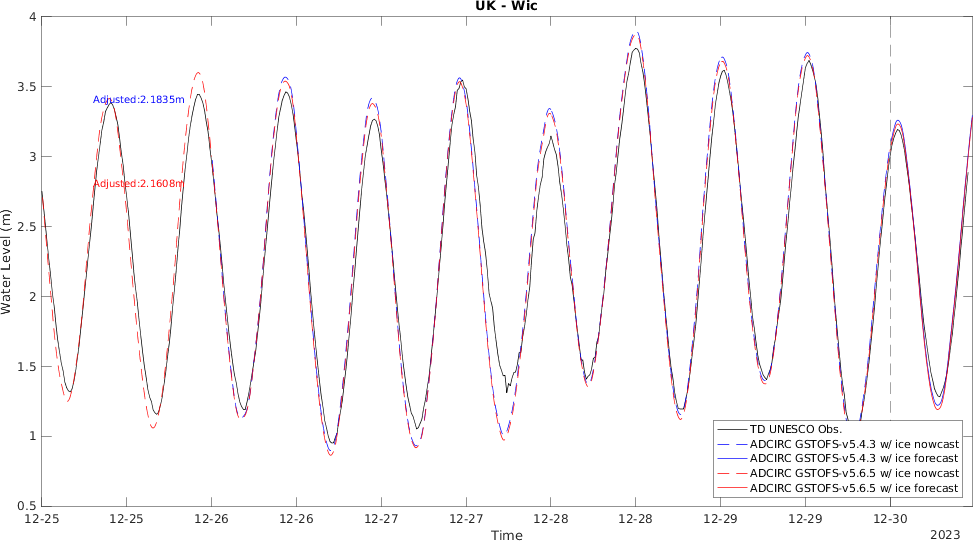 UK - Wic
4
3.5
3
2.5
2
1.5
1
0.5
Water Level (m)
Adjusted:2.1835m
Adjusted:2.1608m
TD UNESCO Obs.
ADCIRC GSTOFS-v5.4.3 w/ ice nowcast
ADCIRC GSTOFS-v5.4.3 w/ ice forecast
ADCIRC GSTOFS-v5.6.5 w/ ice nowcast
ADCIRC GSTOFS-v5.6.5 w/ ice forecast
12-25 12-25 12-26 12-26 12-27 12-27 12-28 12-28 12-29 12-29 12-30
Time
2023